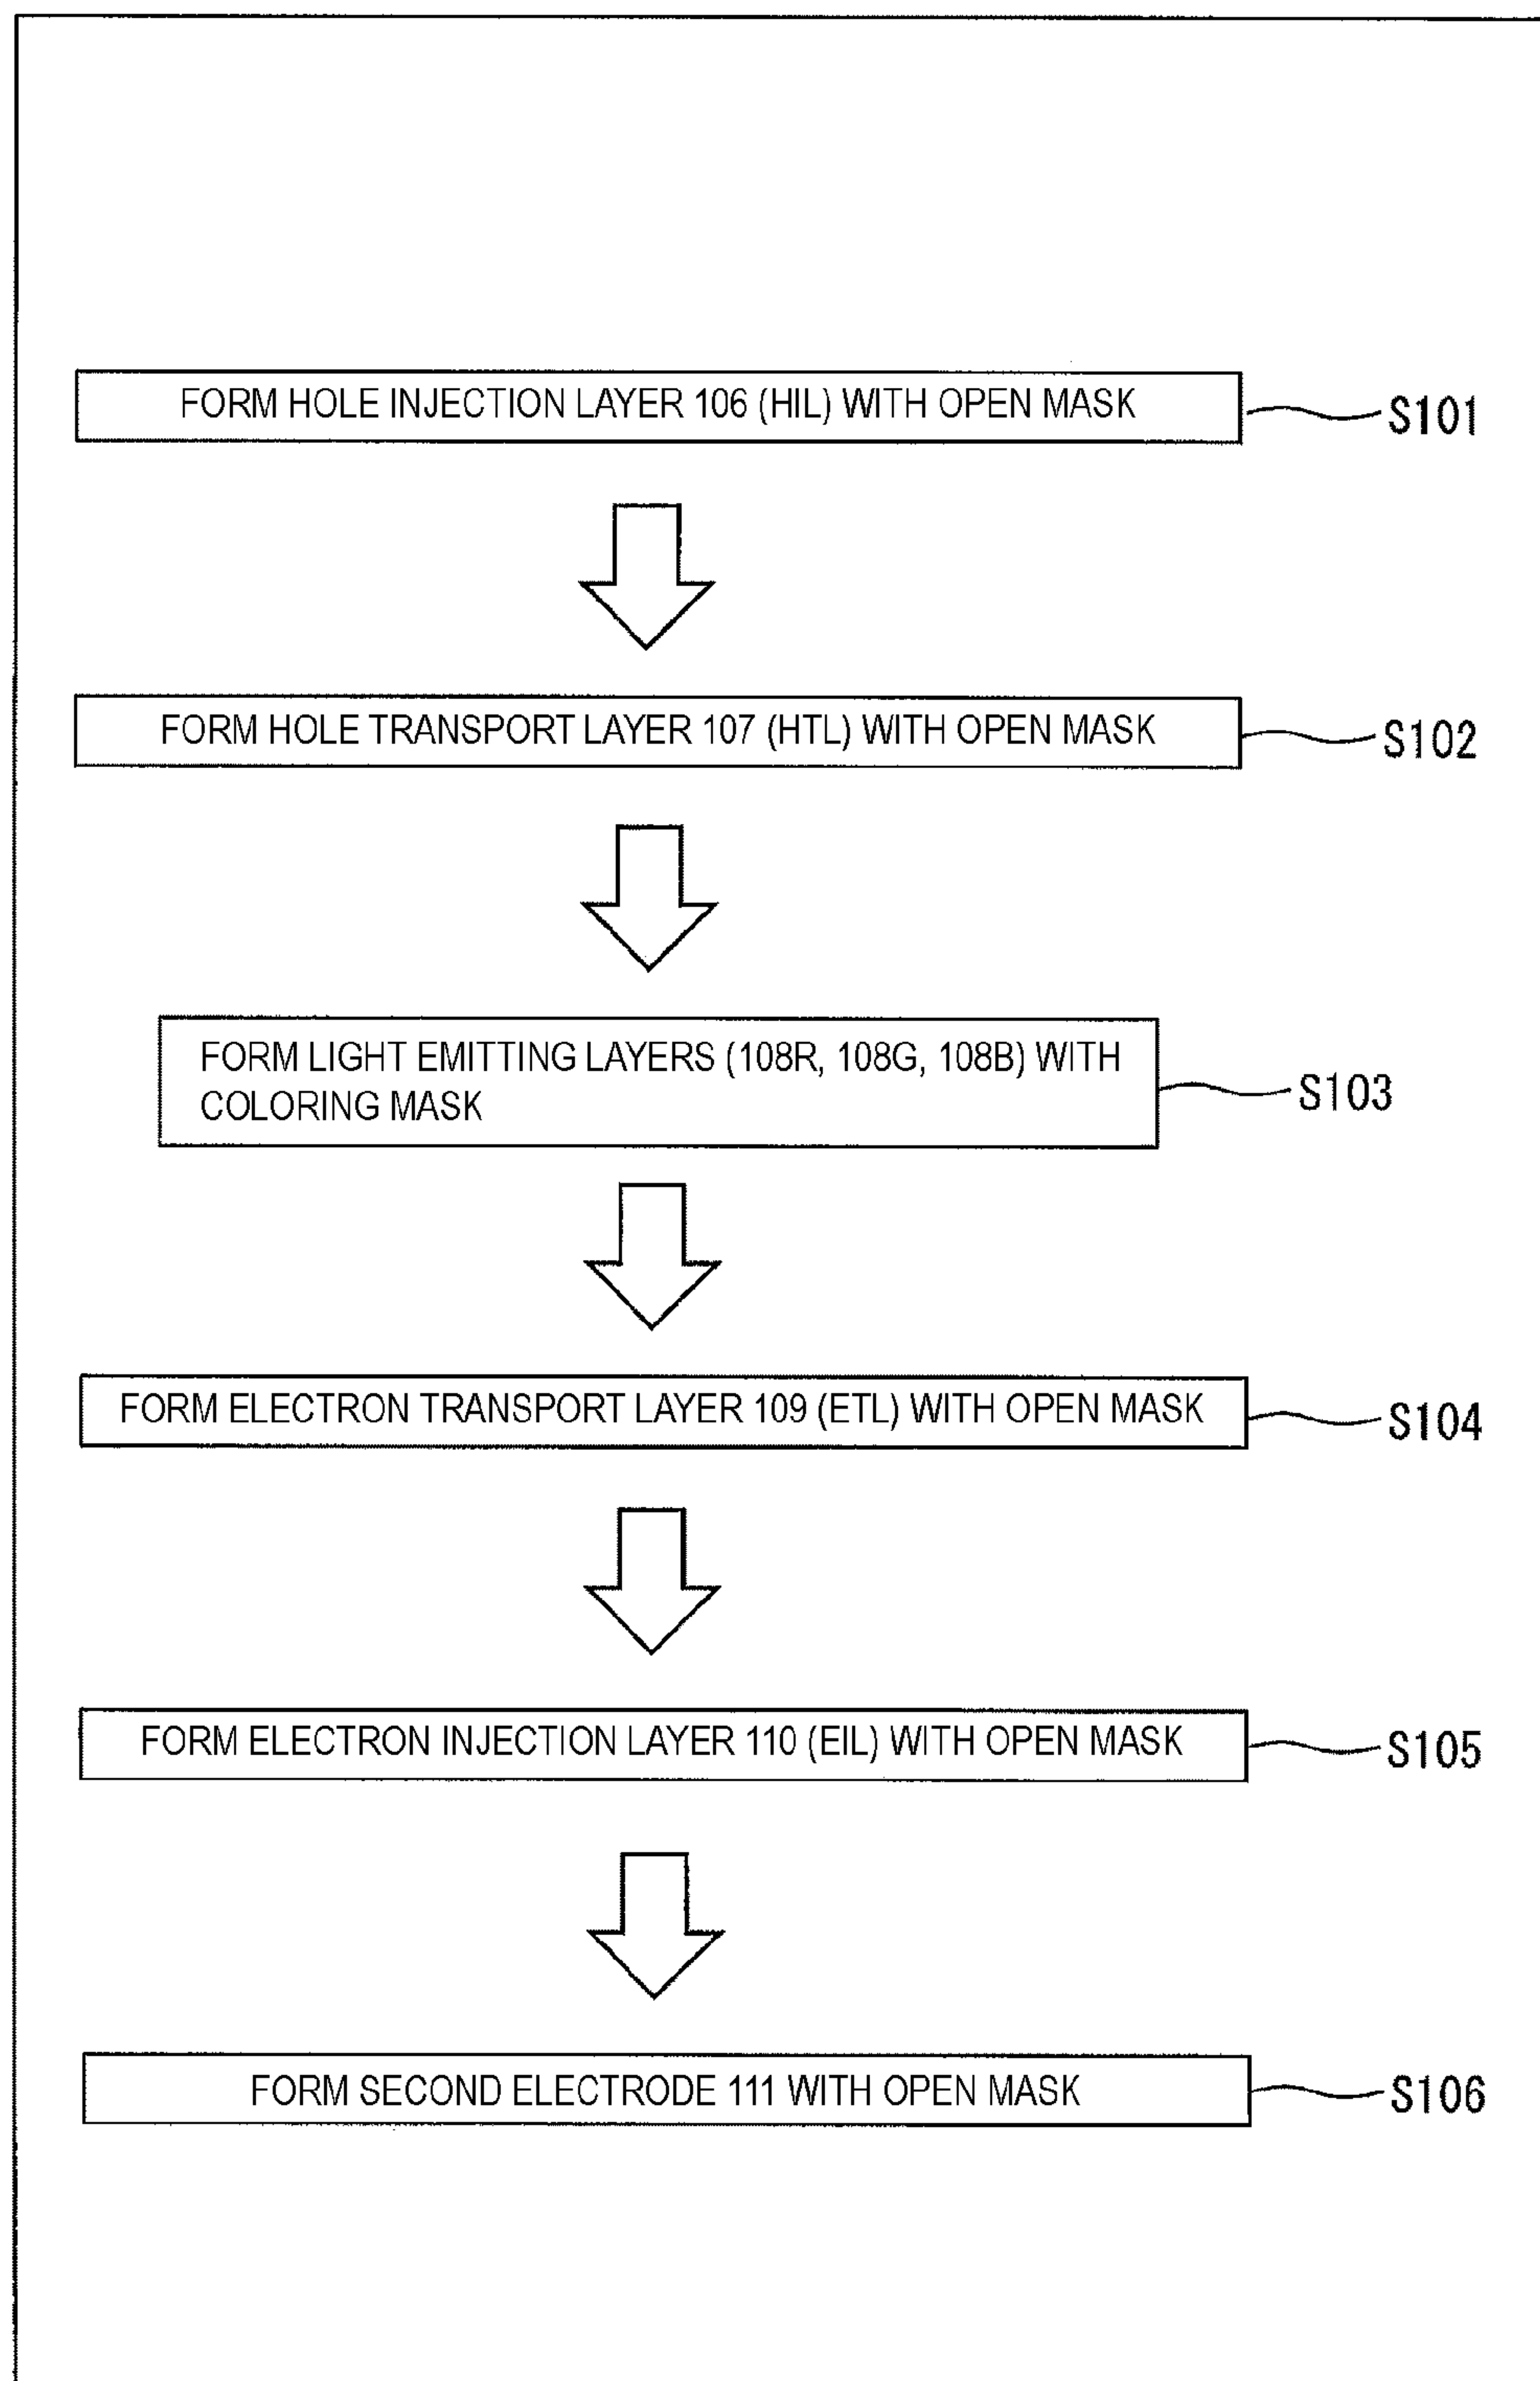 FORM HOLE INJECTION LAYER 106 (HIL) WITH OPEN MASK
S101
FORM HOLE TRANSPORT LAYER 107 (HTL) WITH OPEN MASK
S102
FORM LIGHT EMITTING LAYERS (108R, 108G, 108B) WITH
COLORING MASK
S103
FORM ELECTRON TRANSPORT LAYER 109 (ETL) WITH OPEN MASK
S104
FORM ELECTRON INJECTION LAYER 110 (EIL) WITH OPEN MASK
S105
FORM SECOND ELECTRODE 111 WITH OPEN MASK
S106